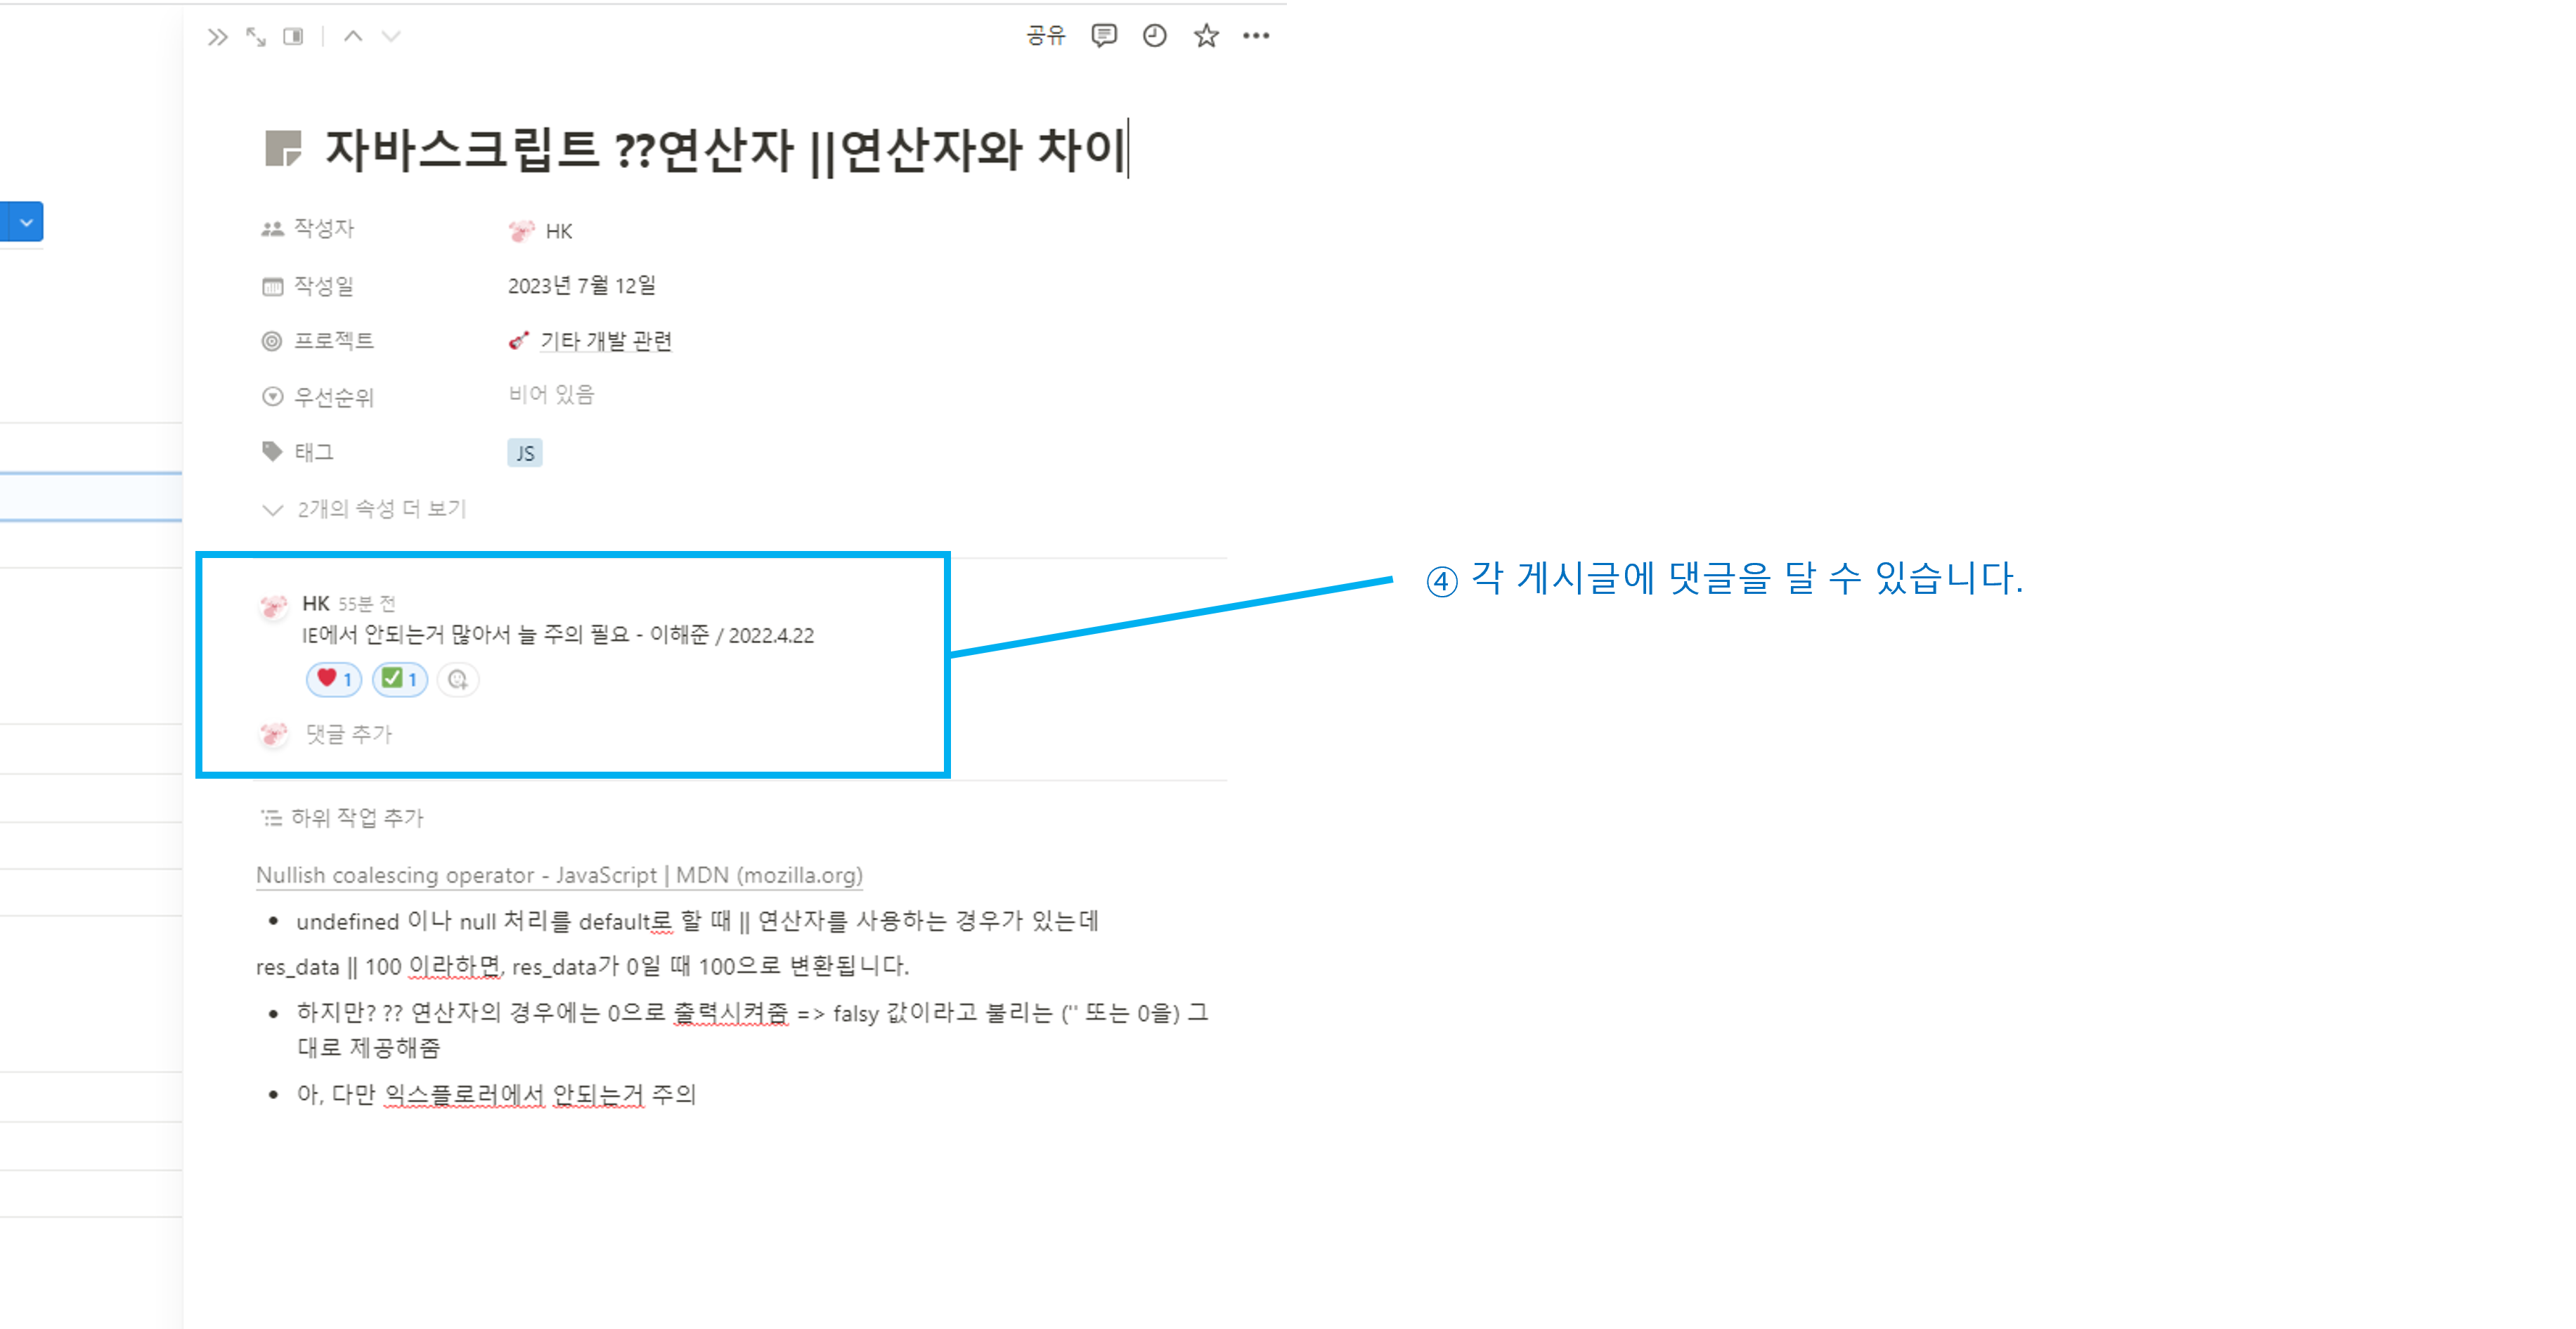 공유
자바스크립트 ??연산자 ||연산자와 차이
작성자 HK
작성일 2023년 7월 12일
프로젝트 기타 개발 관련
우선순위 비어 있음
태그 JS
2개의 속성 더 보기
HK 55분 전
IE에서 안되는거 많아서 늘 주의 필요 - 이해준 / 2022.4.22
1 1
댓글 추가
④ 각 게시글에 댓글을 달 수 있습니다.
하위 작업 추가
Nullish coalescing operator - JavaScript | MDN (mozilla.org)
• undefined 이나 null 처리를 default로 할 때 || 연산자를 사용하는 경우가 있는데
res_data || 100 이라하면, res_data가 0일 때 100으로 변환됩니다.
• 하지만? ?? 연산자의 경우에는 0으로 출력시켜줌 => falsy 값이라고 불리는 ('' 또는 0을) 그
대로 제공해줌
• 아, 다만 익스플로러에서 안되는거 주의